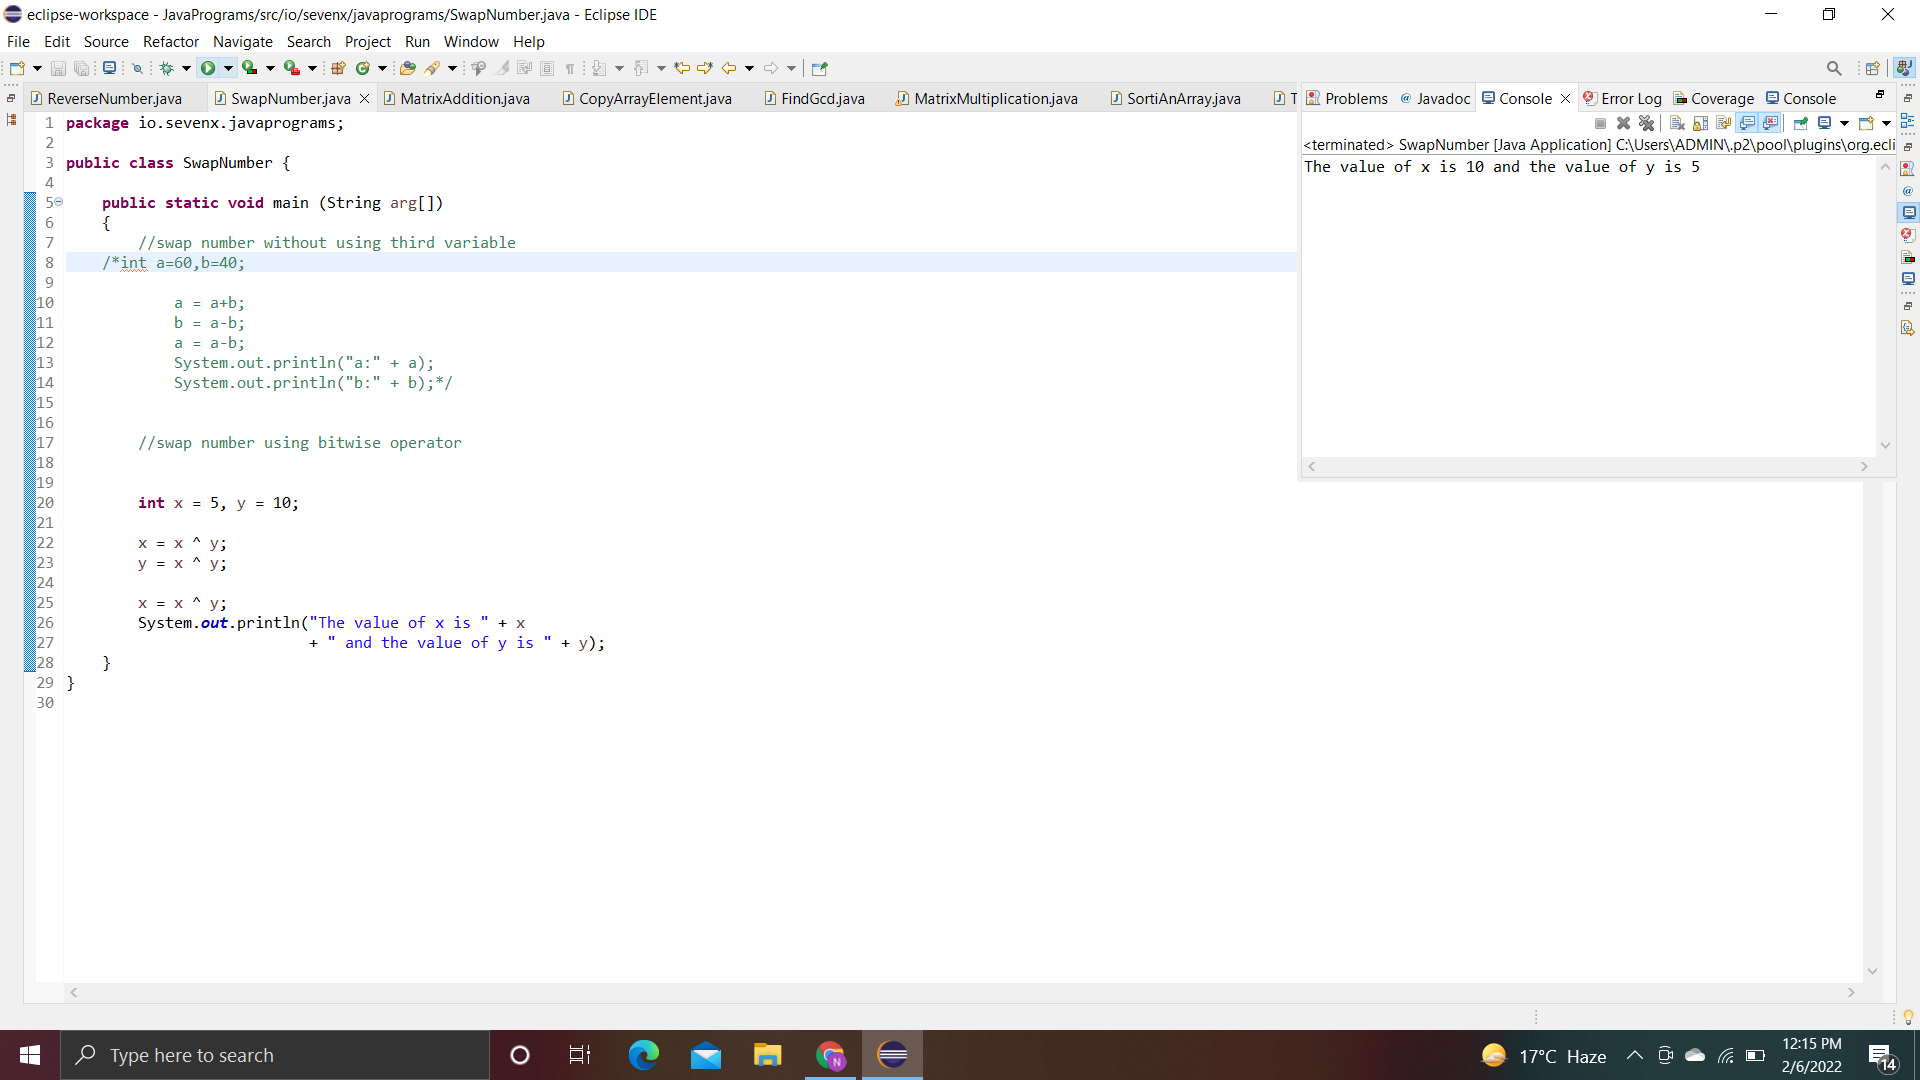 eclipse-workspace - JavaPrograms/src/io/sevenx/javaprograms/SwapNumber.java - Eclipse IDE
File Edit Source Refactor Navigate Search Project Run Window Help
ReverseNumber.java SwapNumber.java MatrixAddition.java CopyArrayElement.java FindGcd.java MatrixMultiplication.java SortiAnArray.java T Problems Javadoc Console Error Log Coverage Console
<terminated> SwapNumber [Java Application] C:\Users\ADMIN\.p2\pool\plugins\org.ecli
The value of x is 10 and the value of y is 5
1 package io.sevenx.javaprograms;
2
3 public class SwapNumber {
4
5 public static void main (String arg[])
6 {
7 //swap number without using third variable
8 /*int a=60,b=40;
9
10 a = a+b;
11 b = a-b;
12 a = a-b;
13 System.out.println("a:" + a);
14 System.out.println("b:" + b);*/
15
16
17 //swap number using bitwise operator
18
19
20 int x = 5, y = 10;
21
22 x = x ^ y;
23 y = x ^ y;
24
25 x = x ^ y;
26 System.out.println("The value of x is " + x
27 + " and the value of y is " + y);
28 }
29 }
30
Type here to search
17°C Haze
12:15 PM
2/6/2022
14